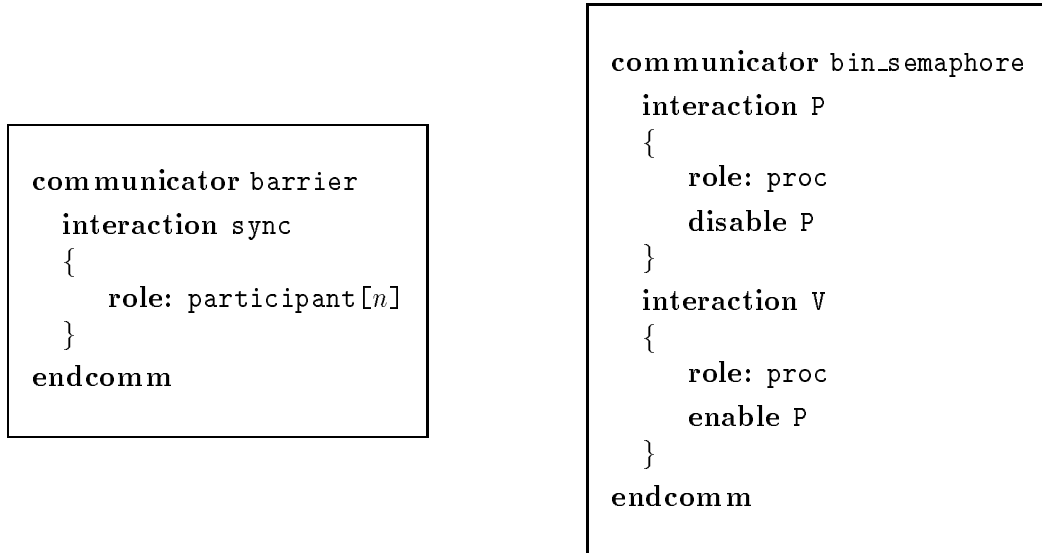 communicator barrier
interaction sync
{
role: participant[n]
}
endcomm
communicator bin_semaphore
interaction P
{
role: proc
disable P
}
interaction V
{
role: proc
enable P
}
endcomm